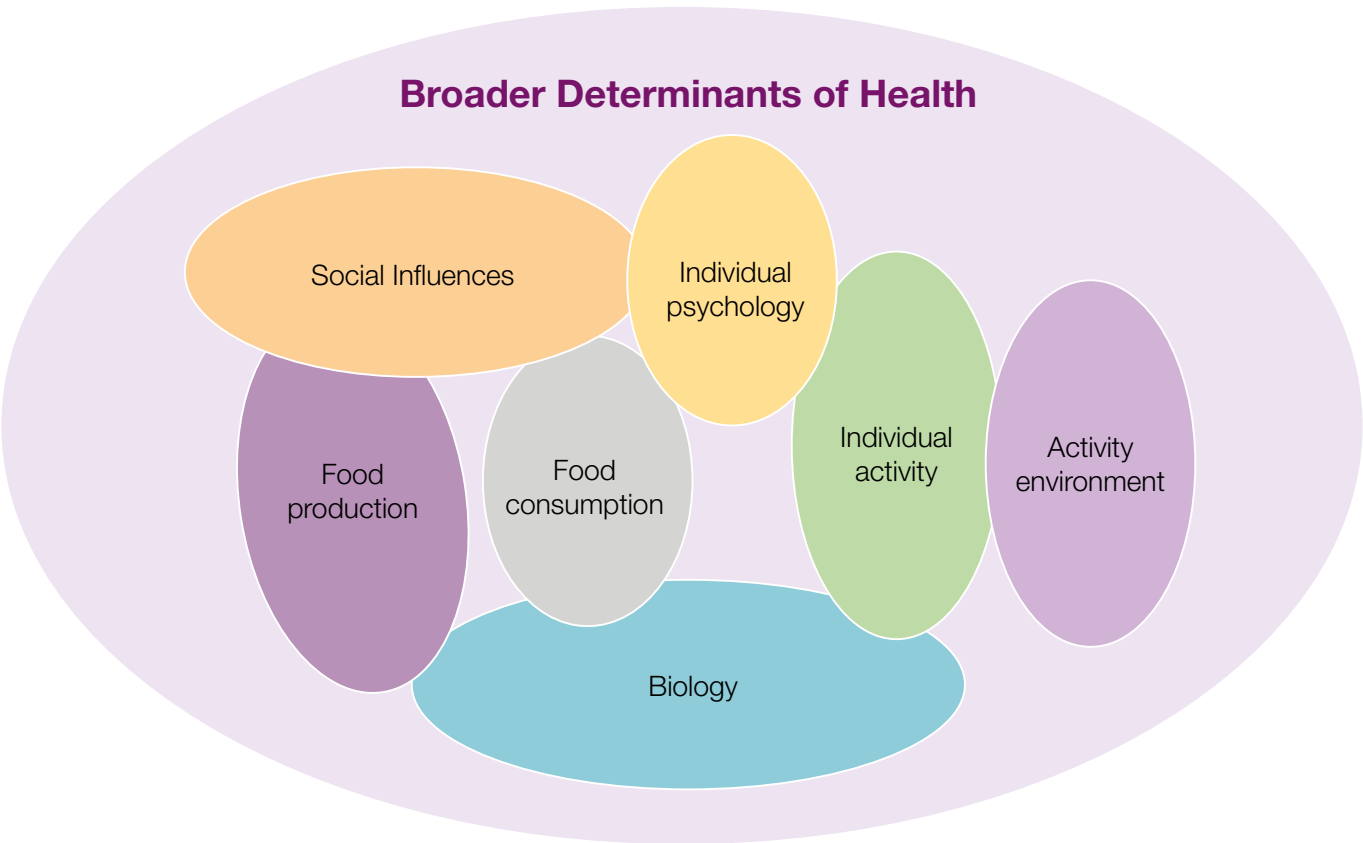 Broader Determinants of Health
Social Influences
Individual
psychology
Food
production
Food
consumption
Individual
activity
Activity
environment
Biology